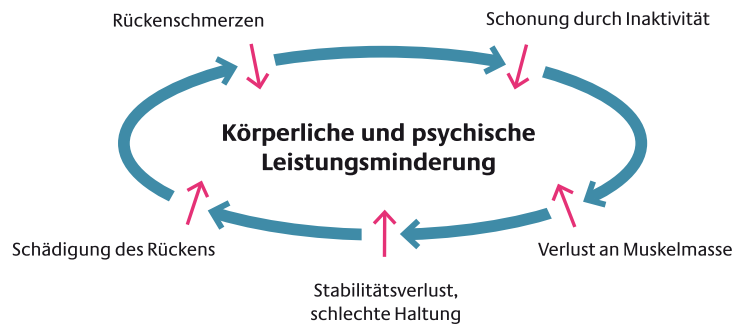 Rückenschmerzen
Schonung durch Inaktivität
Körperliche und psychische
Leistungsminderung
Schädigung des Rückens
Verlust an Muskelmasse
Stabilitätsverlust,
schlechte Haltung